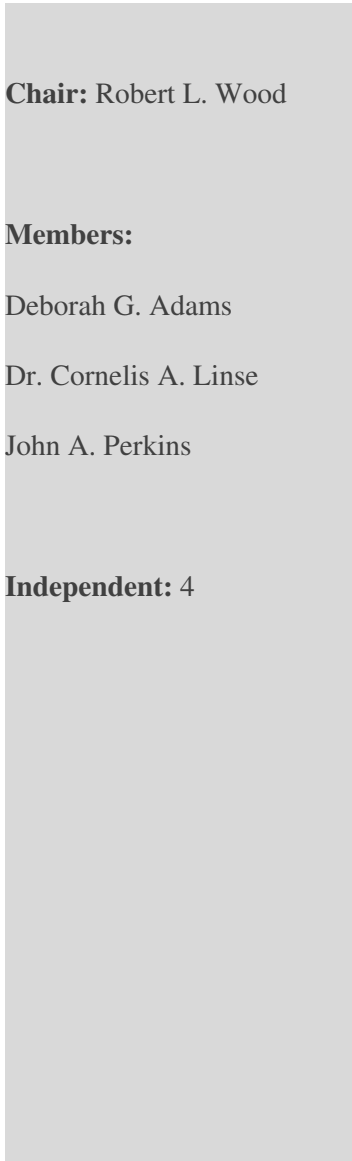 Chair: Robert L. Wood
Members:
Deborah G. Adams
Dr. Cornelis A. Linse
John A. Perkins
Independent: 4